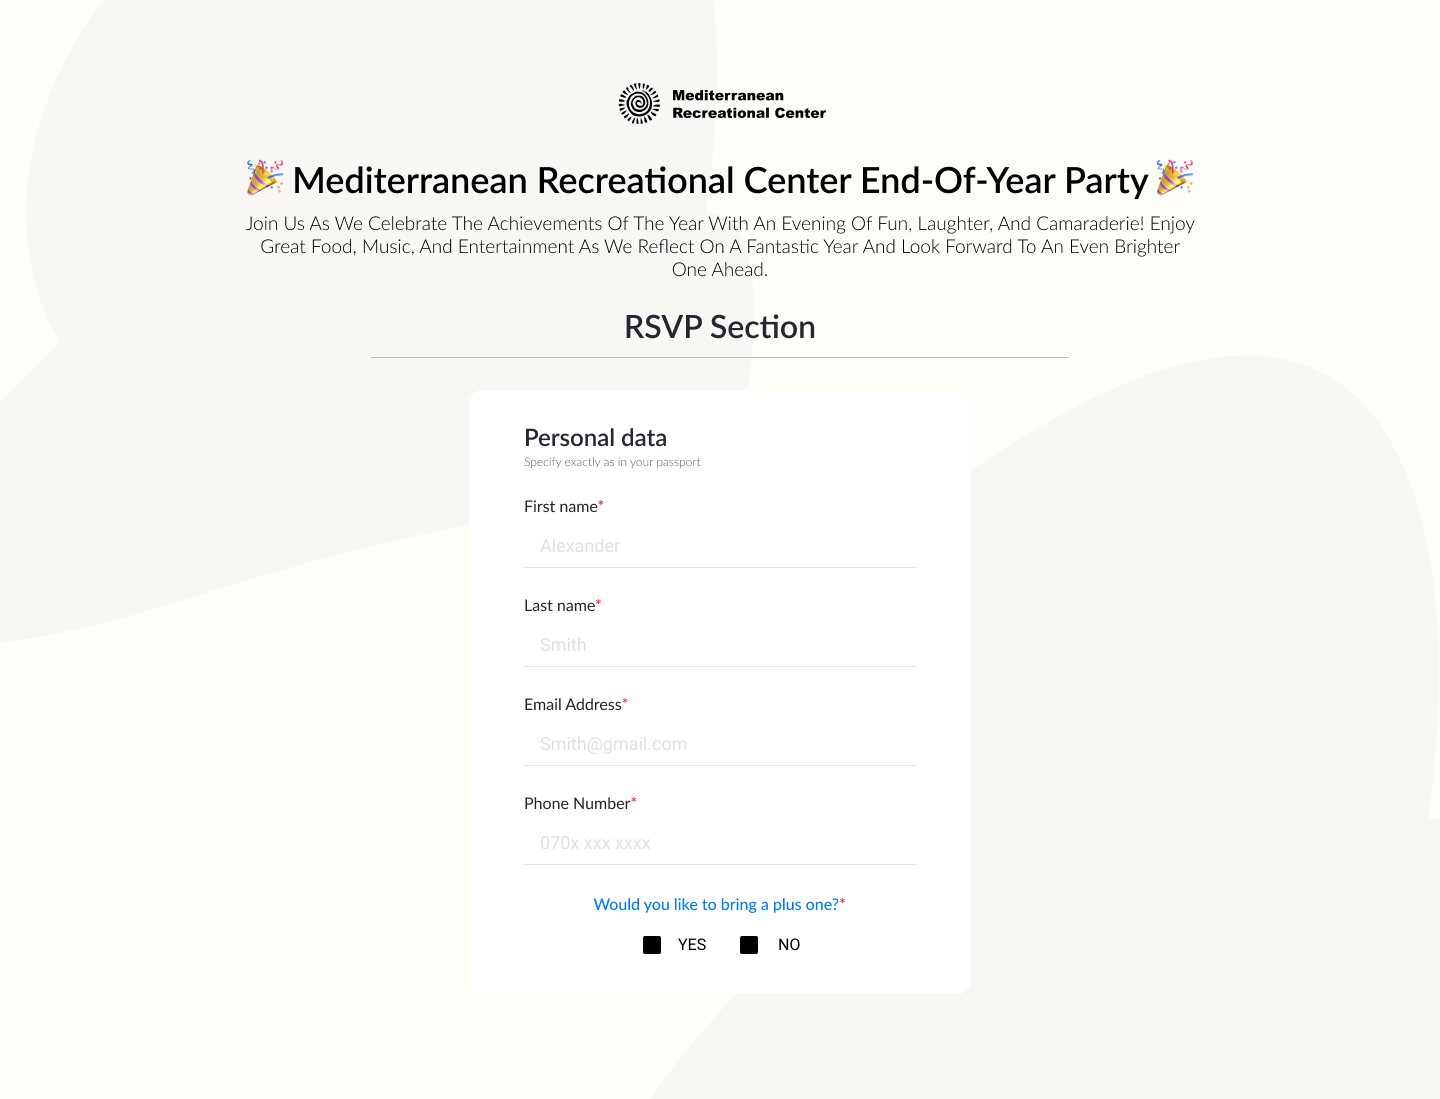 Mediterranean
Recreational Center
🎉 Mediterranean Recreational Center End-Of-Year Party 🎉
Join Us As We Celebrate The Achievements Of The Year With An Evening Of Fun, Laughter, And Camaraderie! Enjoy
Great Food, Music, And Entertainment As We Reflect On A Fantastic Year And Look Forward To An Even Brighter
One Ahead.
RSVP Section
Personal data
Specify exactly as in your passport
First name*
Alexander
Last name*
Smith
Email Address*
Smith@gmail.com
Phone Number*
070x xxx xxxx
Would you like to bring a plus one?*
YES NO